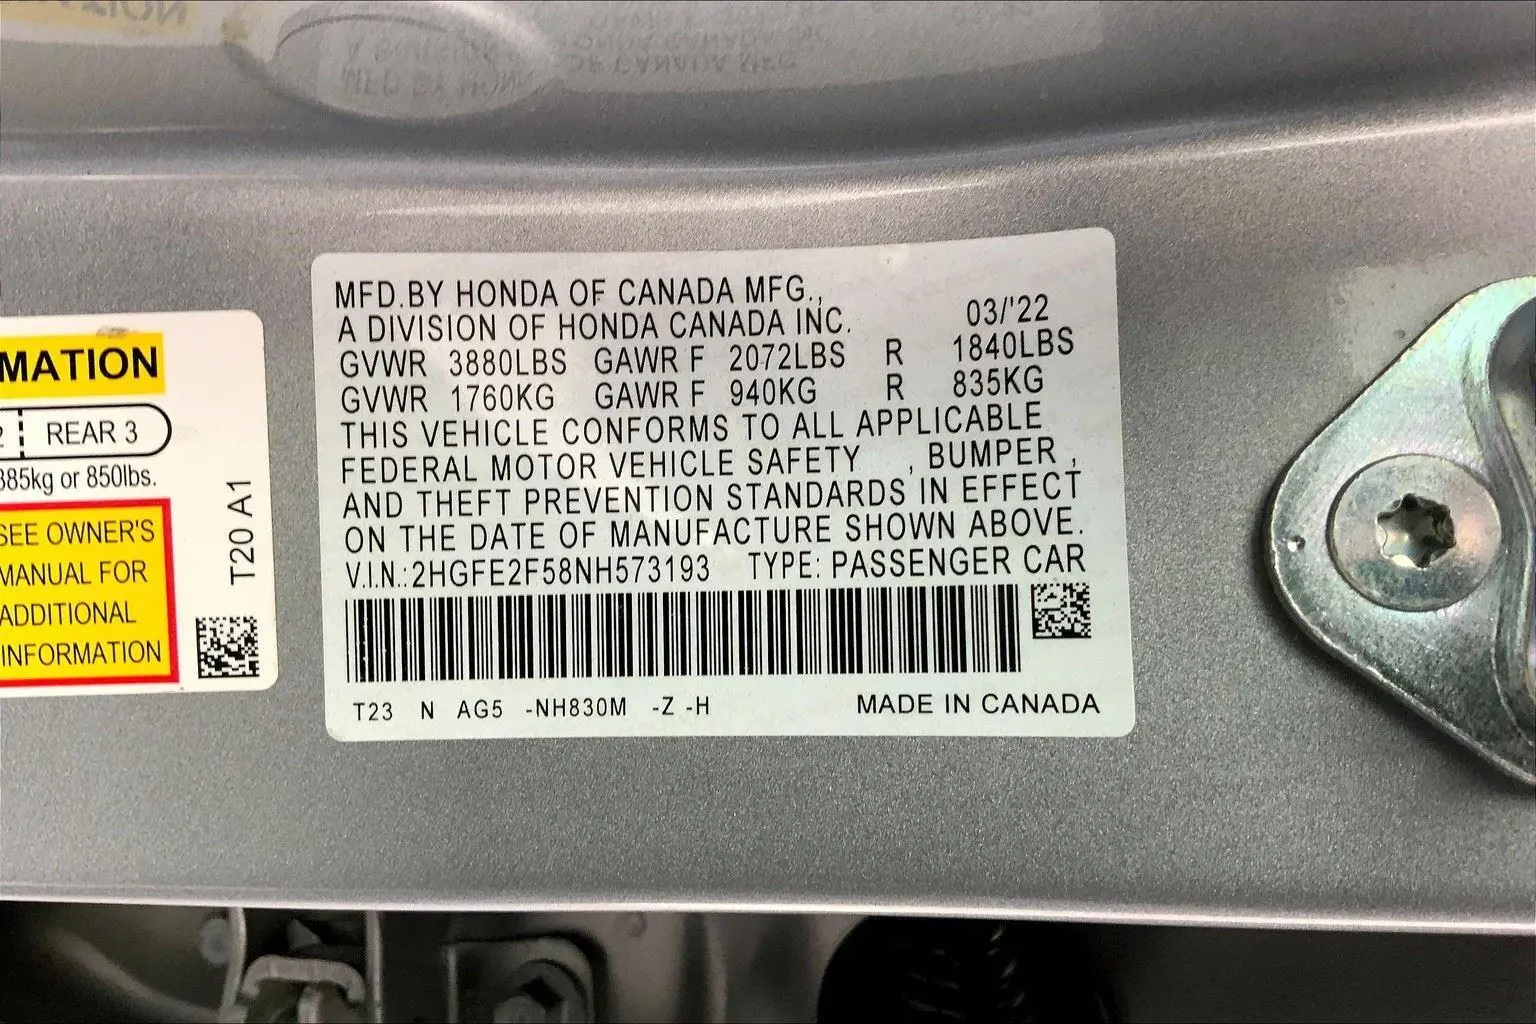 MATION
REAR 3
385kg or 850lbs.
SEE OWNER'S
MANUAL FOR
ADDITIONAL
INFORMATION
T20 A1
MFD.BY HONDA OF CANADA MFG.,
A DIVISION OF HONDA CANADA INC. 03/'22
GVWR 3880LBS GAWR F 2072LBS R 1840LBS
GVWR 1760KG GAWR F 940KG R 835KG
THIS VEHICLE CONFORMS TO ALL APPLICABLE
FEDERAL MOTOR VEHICLE SAFETY , BUMPER ,
AND THEFT PREVENTION STANDARDS IN EFFECT
ON THE DATE OF MANUFACTURE SHOWN ABOVE.
V.I.N.:2HGFE2F58NH573193 TYPE: PASSENGER CAR
T23 N AG5 -NH830M -Z -H MADE IN CANADA